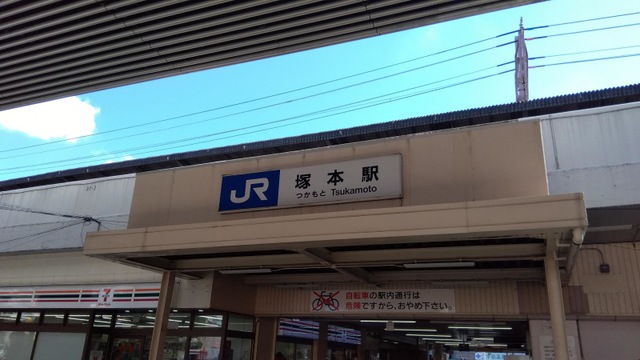 JR 塚本駅
つかもと Tsukamoto
自転車の駅内通行は
危険ですから、おやめ下さい。
7